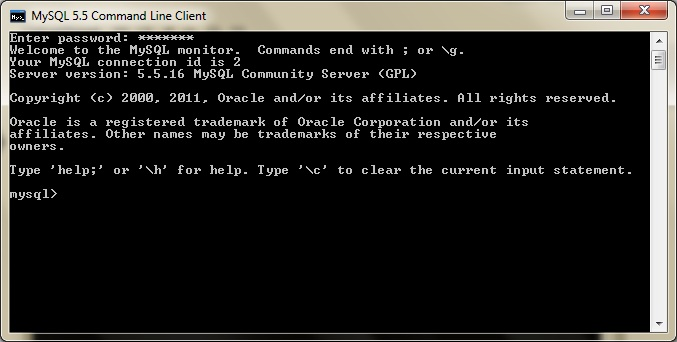 MySQL 5.5 Command Line Client
Enter password: *******
Welcome to the MySQL monitor.  Commands end with ; or \g.
Your MySQL connection id is 2
Server version: 5.5.16 MySQL Community Server (GPL)
Copyright (c) 2000, 2011, Oracle and/or its affiliates. All rights reserved.
Oracle is a registered trademark of Oracle Corporation and/or its
affiliates. Other names may be trademarks of their respective
owners.
Type 'help;' or '\h' for help. Type '\c' to clear the current input statement.
mysql>